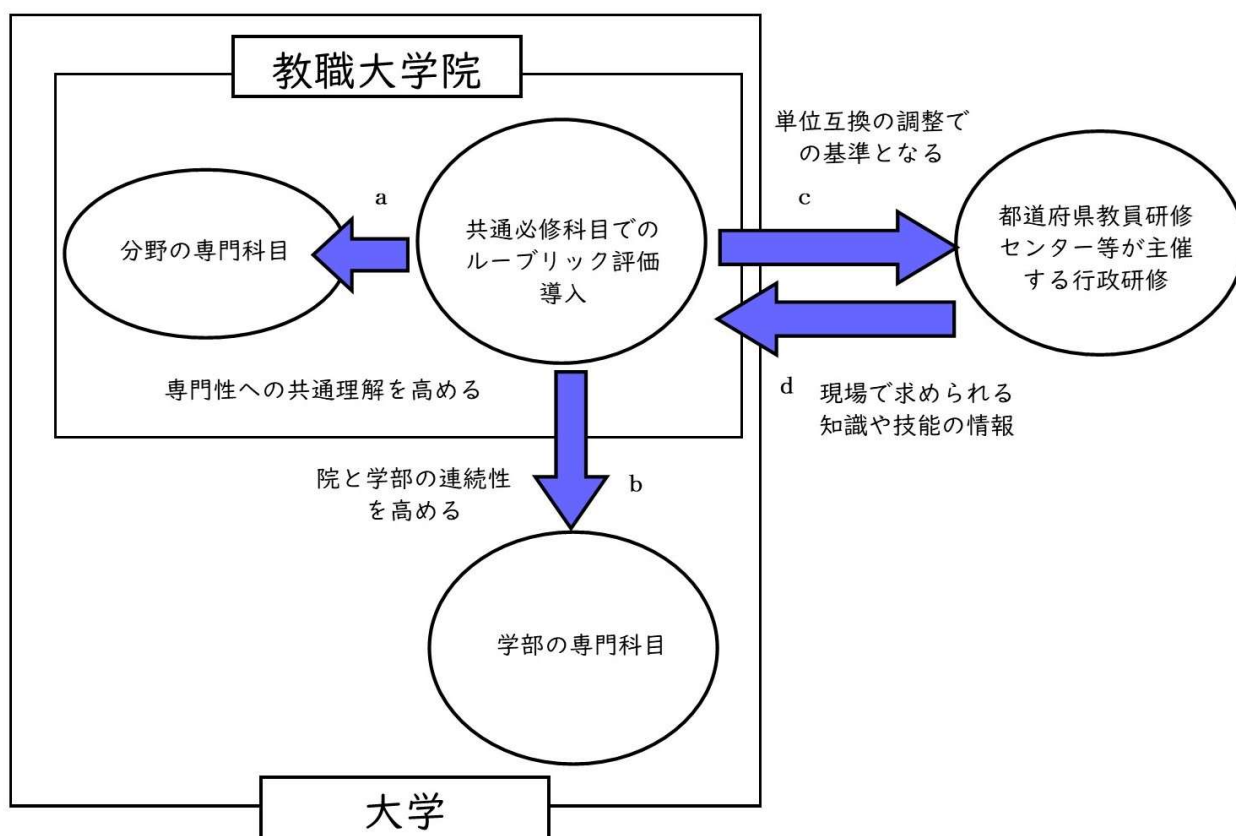 教職大学院
単位互換の調整で
の基準となる
a
c
分野の専門科目
共通必修科目での
ルーブリック評価
導入
都道府県教員研修
センター等が主催
する行政研修
専門性への共通理解を高める
d
現場で求められる
知識や技能の情報
院と学部の連続性
を高める
b
学部の専門科目
大学